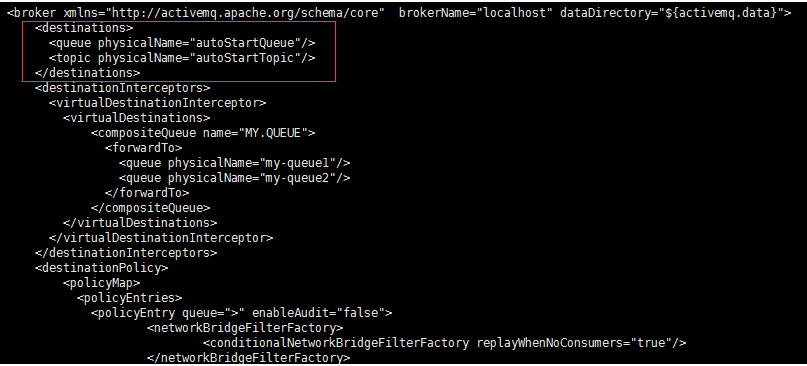 <broker xmlns="http://activemq.apache.org/schema/core"  brokerName="localhost" dataDirectory="${activemq.data}">
    <destinations>
      <queue physicalName="autoStartQueue"/>
      <topic physicalName="autoStartTopic"/>
    </destinations>
    <destinationInterceptors>
      <virtualDestinationInterceptor>
        <virtualDestinations>
            <compositeQueue name="MY.QUEUE">
              <forwardTo>
                <queue physicalName="my-queue1"/>
                <queue physicalName="my-queue2"/>
              </forwardTo>
            </compositeQueue>
        </virtualDestinations>
      </virtualDestinationInterceptor>
    </destinationInterceptors>
    <destinationPolicy>
        <policyMap>
          <policyEntries>
            <policyEntry queue=">" enableAudit="false">
                    <networkBridgeFilterFactory>
                            <conditionalNetworkBridgeFilterFactory replayWhenNoConsumers="true"/>
                    </networkBridgeFilterFactory>